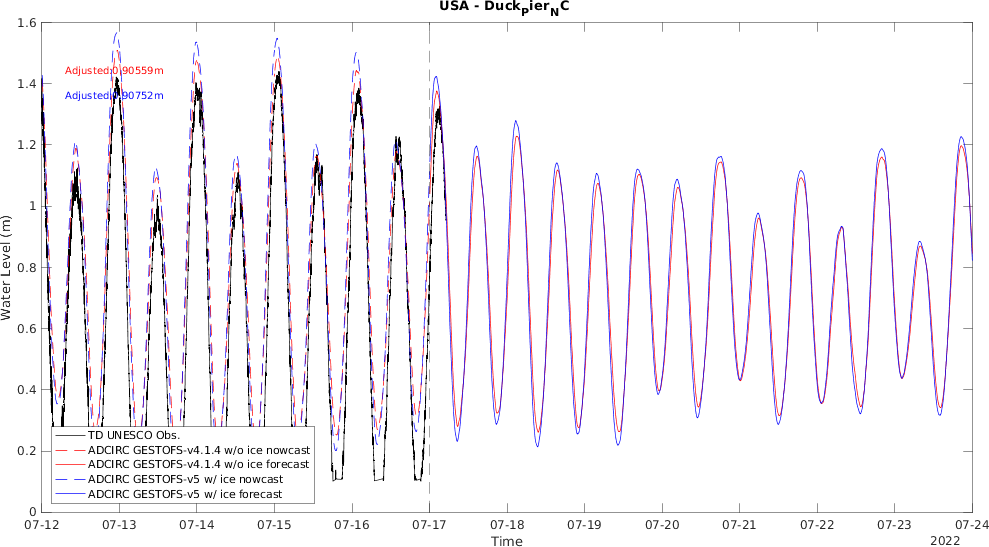 USA - Duck_Pier_NC
1.6
1.4
1.2
1
0.8
0.6
0.4
0.2
0
Water Level (m)
Adjusted:0.90559m
Adjusted:0.90752m
TD UNESCO Obs.
ADCIRC GESTOFS-v4.1.4 w/o ice nowcast
ADCIRC GESTOFS-v4.1.4 w/o ice forecast
ADCIRC GESTOFS-v5 w/ ice nowcast
ADCIRC GESTOFS-v5 w/ ice forecast
07-12 07-13 07-14 07-15 07-16 07-17 07-18 07-19 07-20 07-21 07-22 07-23 07-24
Time
2022